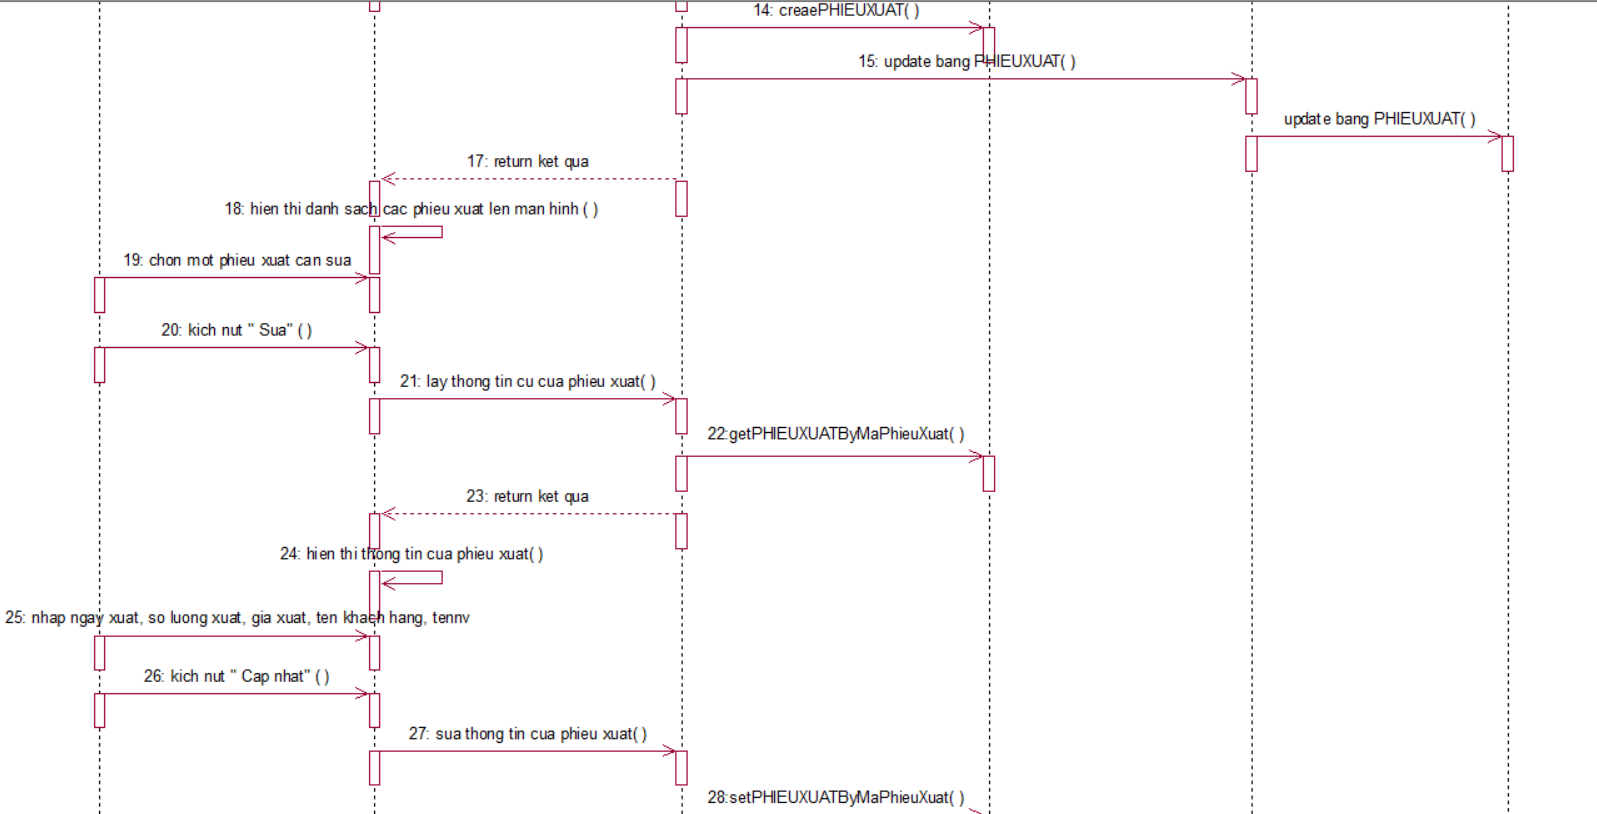 14: creaePHIEUXUAT( )
15: update bang PHIEUXUAT( )
update bang PHIEUXUAT( )
17: return ket qua
18: hien thi danh sach cac phieu xuat len man hinh ( )
19: chon mot phieu xuat can sua
20: kich nut " Sua" ( )
21: lay thong tin cu cua phieu xuat( )
22:getPHIEUXUATByMaPhieuXuat( )
23: return ket qua
24: hien thi thong tin cua phieu xuat( )
25: nhap ngay xuat, so luong xuat, gia xuat, ten khach hang, tennv
26: kich nut " Cap nhat" ( )
27: sua thong tin cua phieu xuat( )
28:setPHIEUXUATByMaPhieuXuat( )